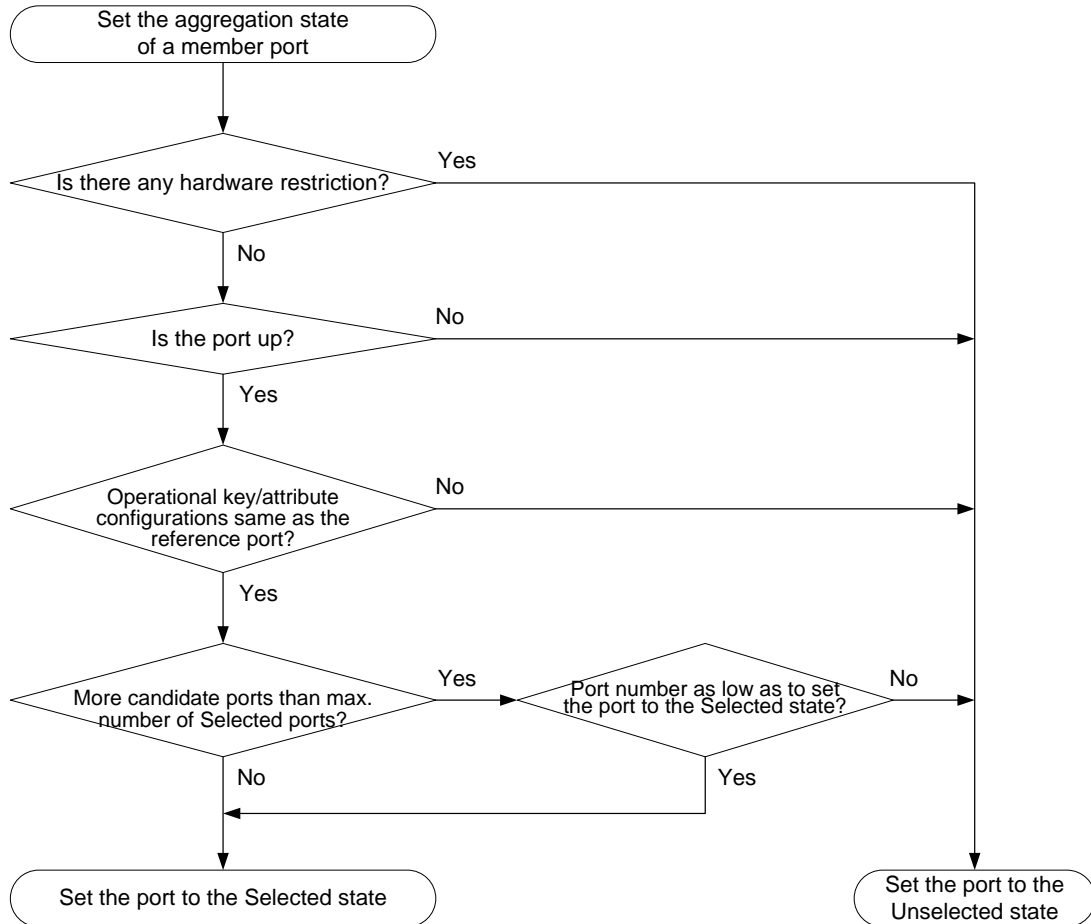 Set the aggregation state
of a member port
Is there any hardware restriction?
Yes
No
Is the port up?
No
Yes
Operational key/attribute
configurations same as the
reference port?
No
Yes
More candidate ports than max.
number of Selected ports?
Yes
Port number as low as to set
the port to the Selected state?
No
No
Yes
Set the port to the Selected state
Set the port to the
Unselected state